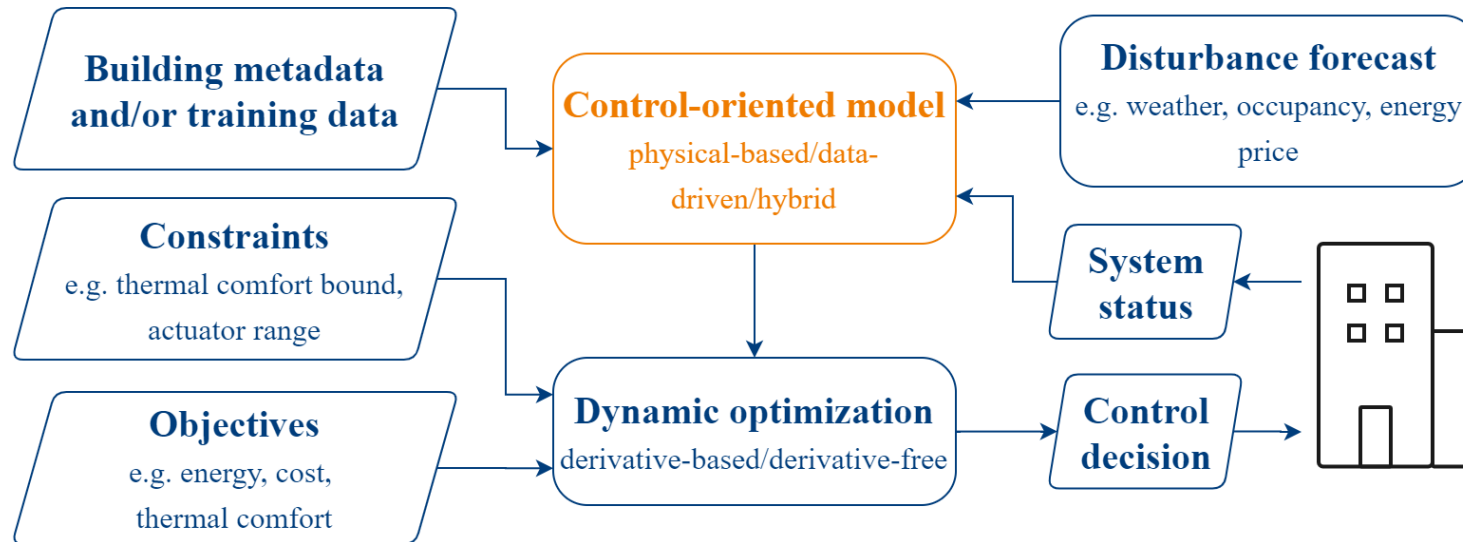 Building metadata
and/or training data
Control-oriented model
physical-based/data-
driven/hybrid
Disturbance forecast
e.g. weather, occupancy, energy
price
Constraints
e.g. thermal comfort bound,
actuator range
System
status
Objectives
e.g. energy, cost,
thermal comfort
Dynamic optimization
derivative-based/derivative-free
Control
decision